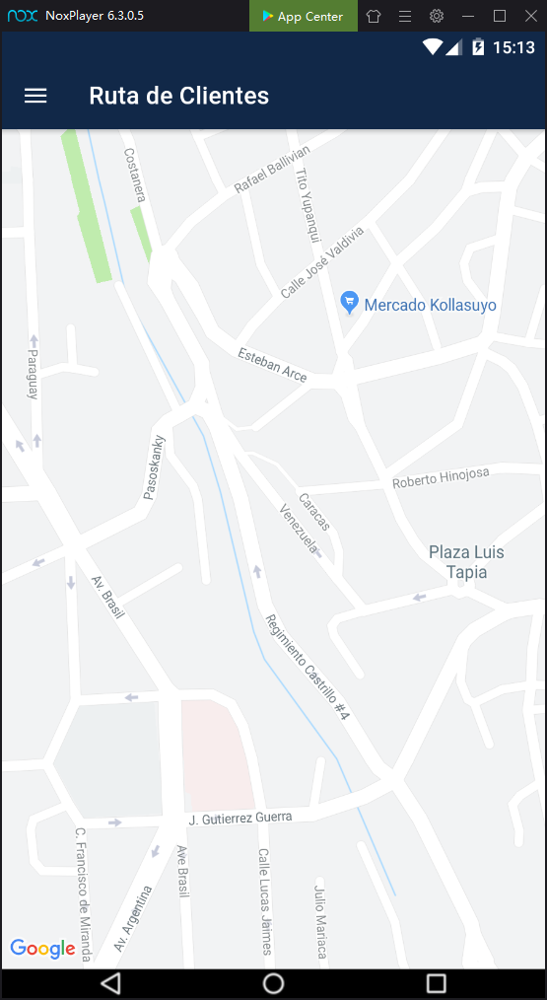 NoxPlayer 6.3.0.5
App Center
15:13
Ruta de Clientes
Costanera
Rafael Ballivian
Tito Yupanqui
Calle José Valdivia
Mercado Kollasuyo
Paraguay
Esteban Arce
Pasoskanky
Roberto Hinojosa
Caracas
Venezuela
Plaza Luis
Tapia
Av. Brasil
Regimiento Castrillo #4
J. Gutierrez Guerra
C. Francisco de Miranda
Ave Brasil
Calle Lucas Jaimes
Julio Mariaca
Av. Argentina
Google